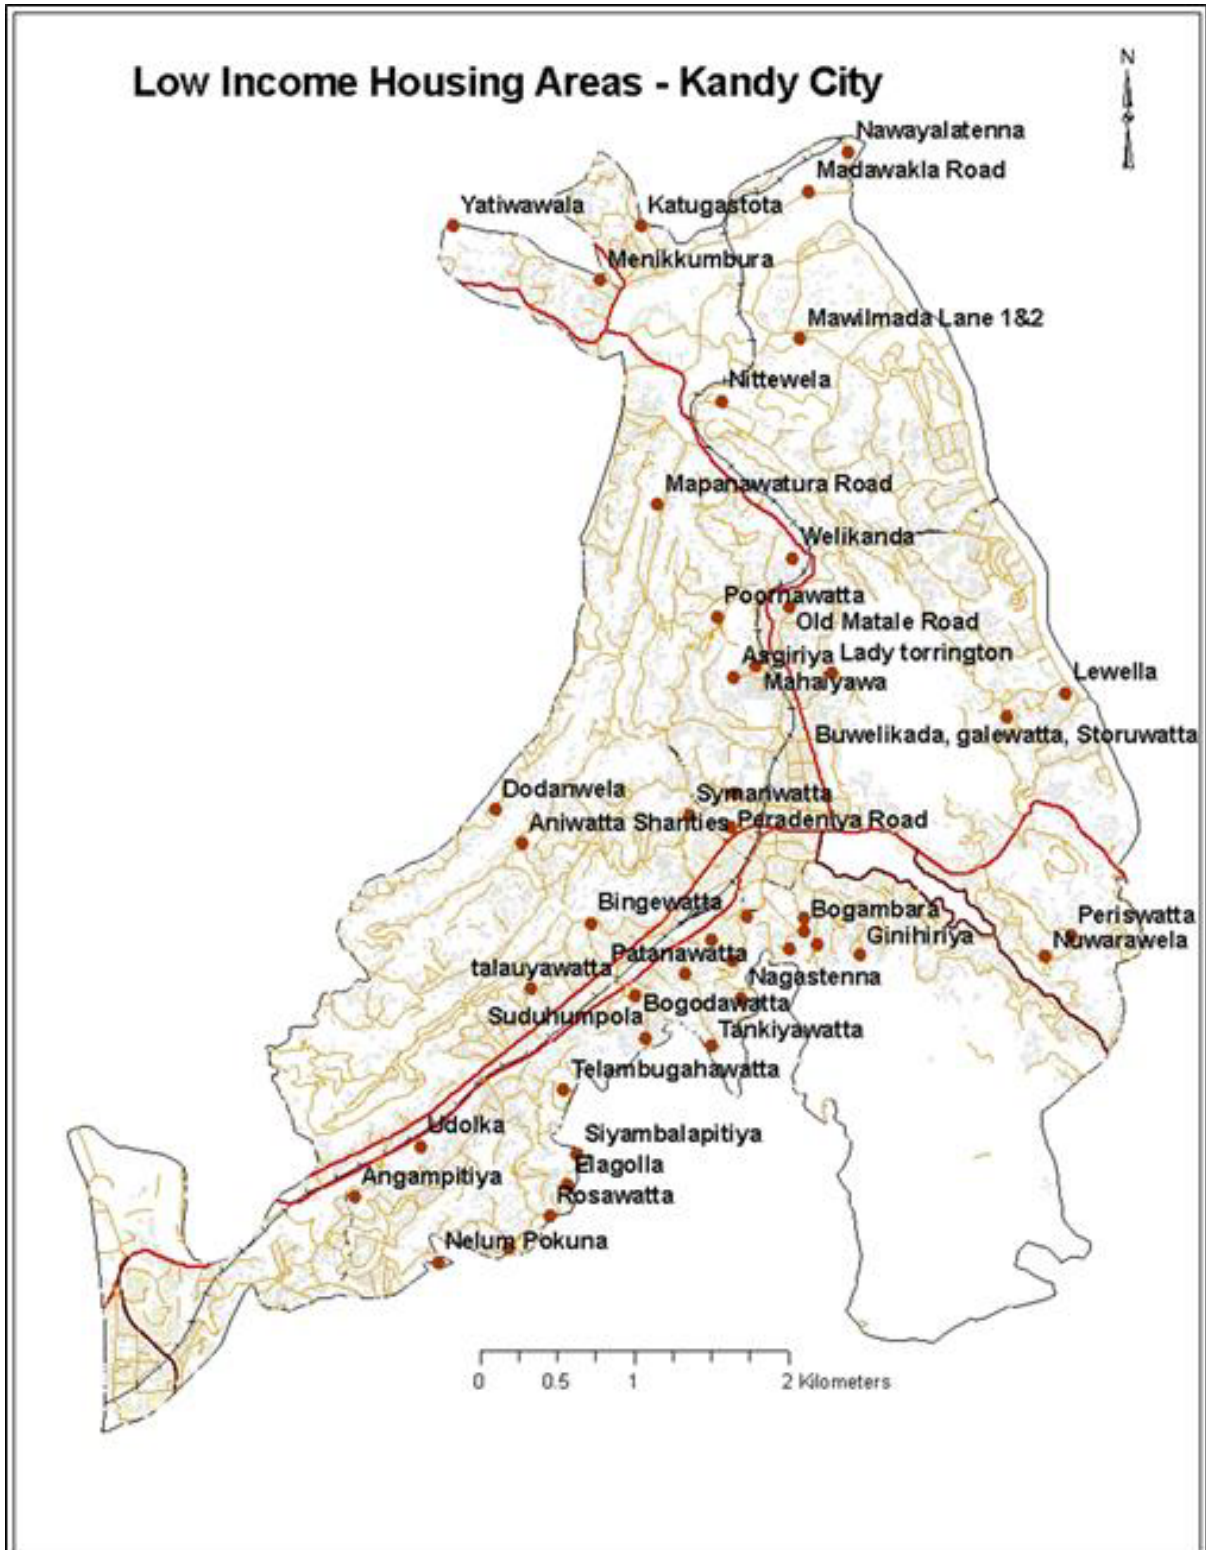 N
Low Income Housing Areas - Kandy City
Nawayalatenna
Madawakla Road
Yatiwawala
Katugastota
Menikkumbura
Mawilmada Lane 1&2
Nittewela
Mapanawatura Road
Welikanda
Poornawatta
Old Matale Road
Asgiriya
Lady torrington
Mahaiyawa
Lewella
Buwelikada, galewatta, Storuwatta
Dodanwela
Symanwatta
Aniwatta Shanties
Peradeniya Road
Bingewatta
Bogambara
Periswatta
Ginihiriya
Nuwarawela
Patanawatta
talauyawatta
Nagastenna
Bogodawatta
Suduhumpola
Tankiyawatta
Telambugahawatta
Udolka
Siyambalapitiya
Elagolla
Angampitiya
Rosawatta
Nelum Pokuna
0 0.5 1 2 Kilometers